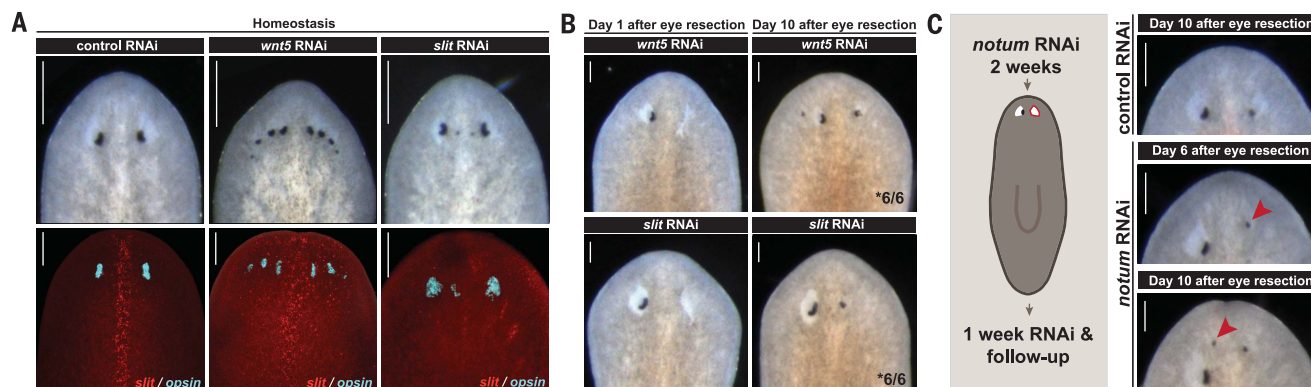 A
Homeostasis
control RNAi
wnt5 RNAi
slit RNAi
slit / opsin
slit / opsin
slit / opsin
B
Day 1 after eye resection
Day 10 after eye resection
wnt5 RNAi
wnt5 RNAi
*6/6
slit RNAi
slit RNAi
*6/6
C
notum RNAi
2 weeks
1 week RNAi &
follow-up
control RNAi
Day 10 after eye resection
notum RNAi
Day 6 after eye resection
Day 10 after eye resection